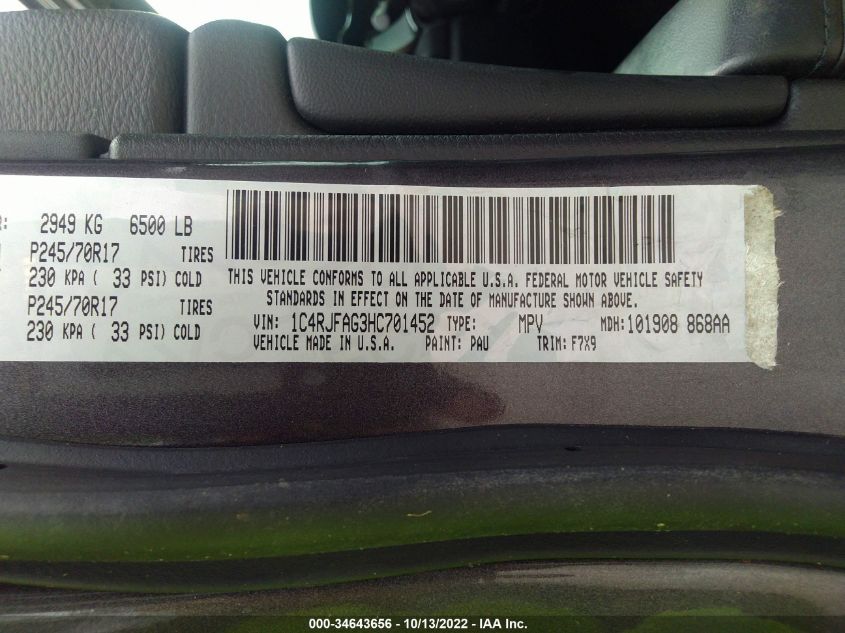 R: 2949 KG 6500 LB
P245/70R17 TIRES
230 KPA ( 33 PSI) COLD
P245/70R17 TIRES
230 KPA ( 33 PSI) COLD
THIS VEHICLE CONFORMS TO ALL APPLICABLE U.S.A. FEDERAL MOTOR VEHICLE SAFETY
STANDARDS IN EFFECT ON THE DATE OF MANUFACTURE SHOWN ABOVE.
VIN: 1C4RJFAG3HC701452 TYPE: MPV MDH: 101908 868AA
VEHICLE MADE IN U.S.A. PAINT: PAU TRIM: F7X9
000-34643656 - 10/13/2022 - IAA Inc.